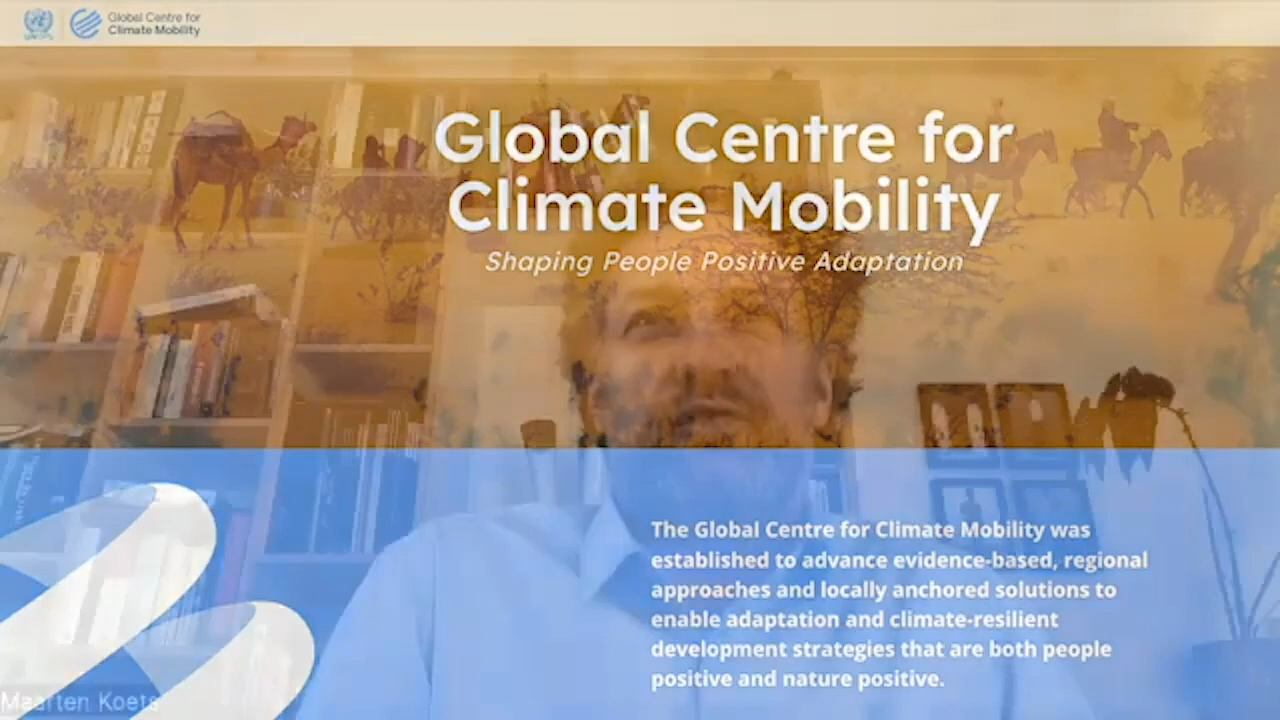 UNOPS
Global Centre for
Climate Mobility
Global Centre for
Climate Mobility
Shaping People Positive Adaptation
The Global Centre for Climate Mobility was
established to advance evidence-based, regional
approaches and locally anchored solutions to
enable adaptation and climate-resilient
development strategies that are both people
positive and nature positive.
Maarten Koets